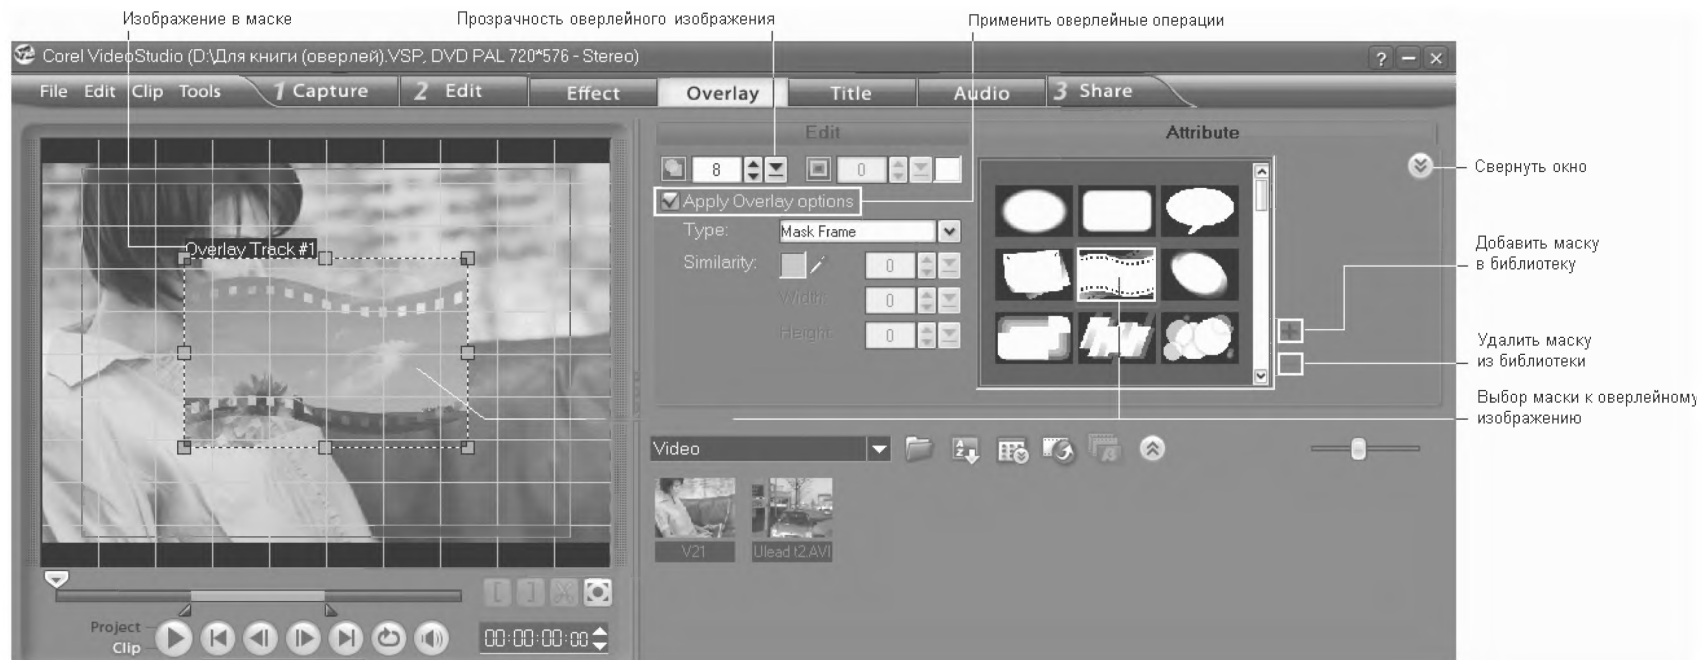 Изображение в маске
Прозрачность оверлейного изображения
Применить оверлейные операции
Corel VideoStudio (D:\Для книги (оверлей).VSP, DVD PAL 720*576 - Stereo)
? – ×
File Edit Clip Tools 1 Capture 2 Edit Effect Overlay Title Audio 3 Share
Edit
Attribute
8
0
Свернуть окно
Apply Overlay options
Type: Mask Frame
Similarity: 0
Width: 0
Height: 0
Overlay Track #1
Добавить маску
в библиотеку
Удалить маску
из библиотеки
Выбор маски к оверлейному
изображению
Video
V21
Ulead t2.AVI
Project
Clip
00:00:00:00